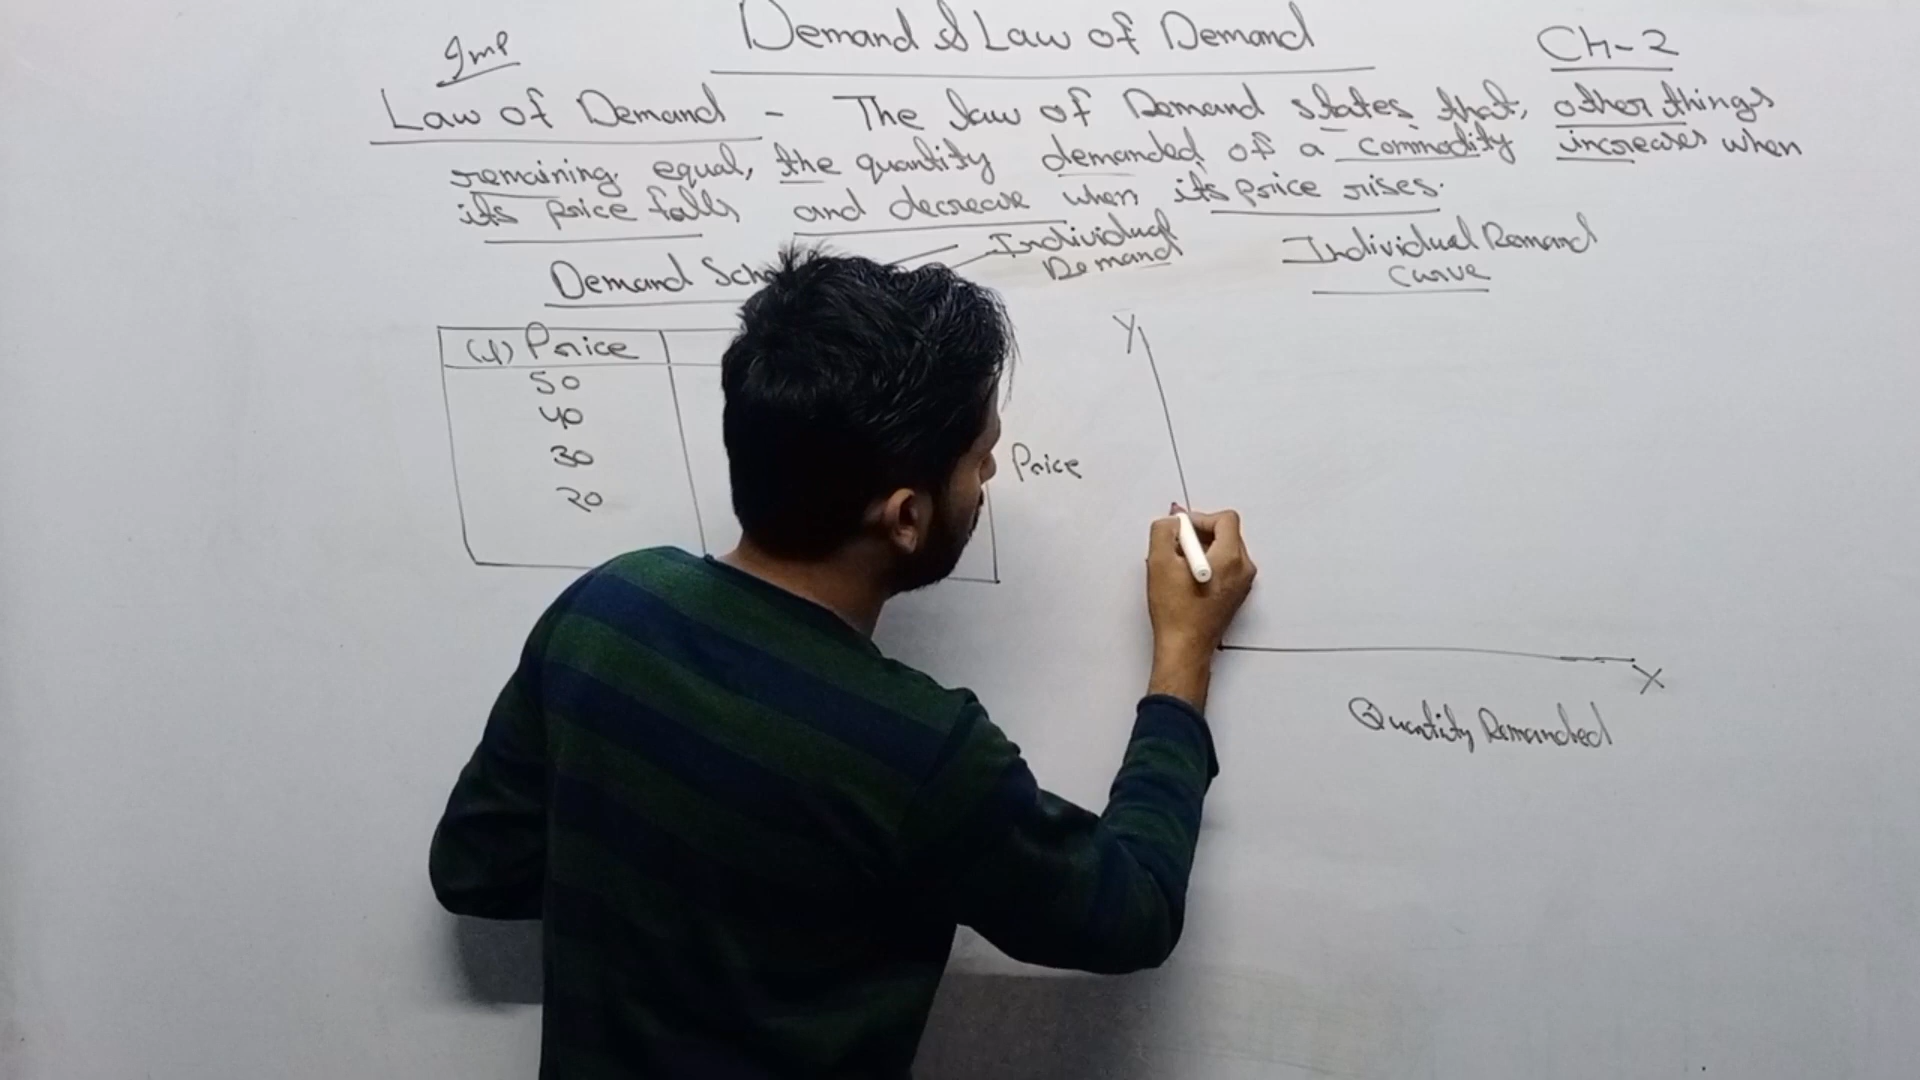 Imp
Demand & Law of Demand
Ch-2
Law of Demand - The law of Demand states that, other things
remaining equal, the quantity demanded of a commodity increases when
its price falls and decrease when its price rises.
Individual
Demand
Individual Demand
Curve
Demand
Price
50
40
30
20
Y
Price
X
Quantity Demanded